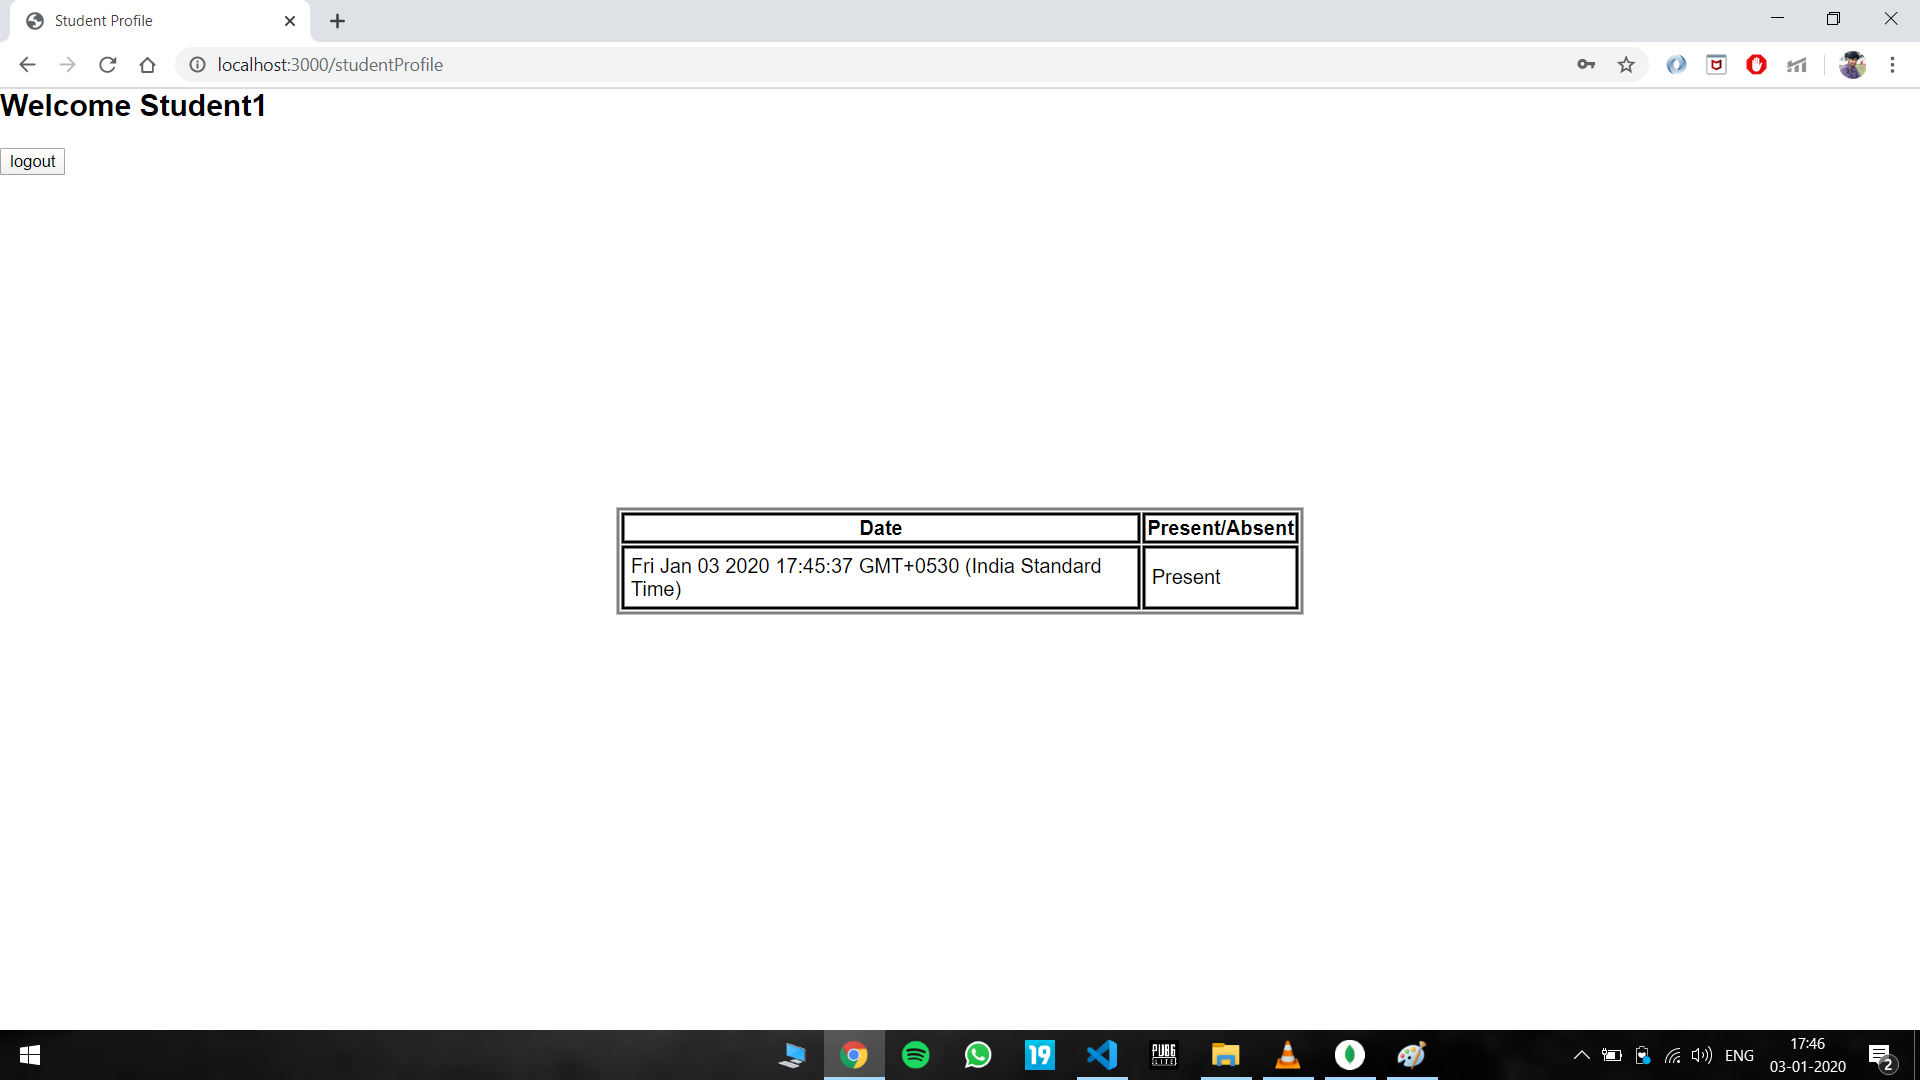 Student Profile
localhost:3000/studentProfile
Welcome Student1
logout
Date Present/Absent
Fri Jan 03 2020 17:45:37 GMT+0530 (India Standard
Time)
Present
19
PUBG
LITE
ENG
17:46
03-01-2020
2